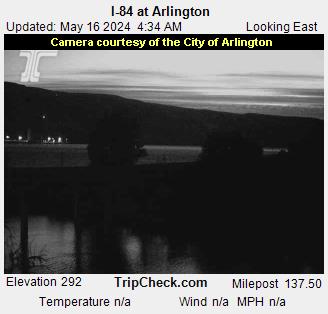 I-84 at Arlington
Updated: May 16 2024 4:34 AM Looking East
Camera courtesy of the City of Arlington
Elevation 292 TripCheck.com Milepost 137.50
Temperature n/a Wind n/a MPH n/a